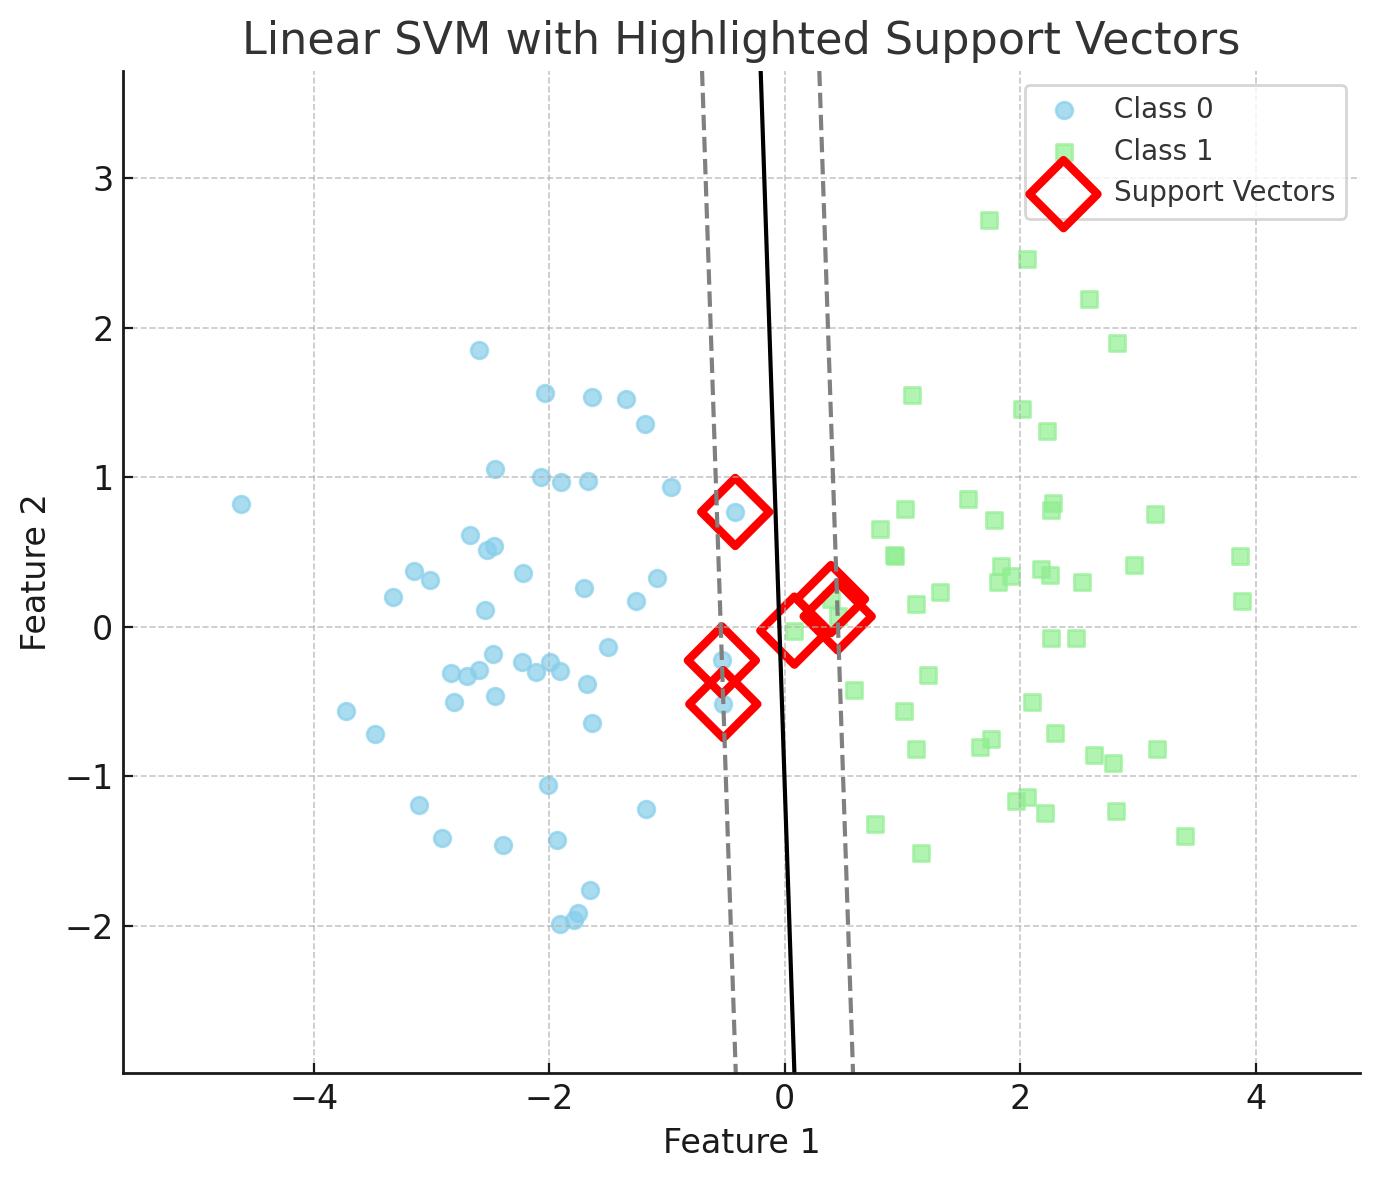 Linear SVM with Highlighted Support Vectors
Class 0
Class 1
Support Vectors
3
2
1
0
−1
−2
Feature 2
−4
−2
0
2
4
Feature 1